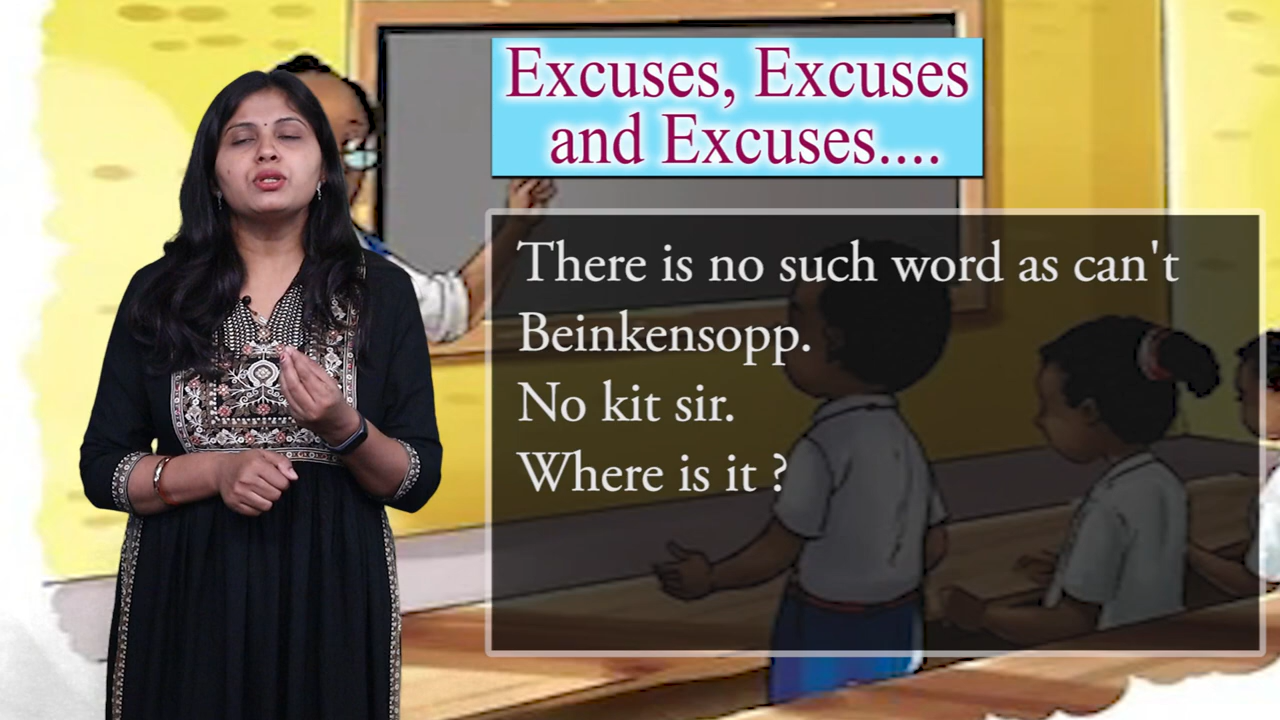 Excuses, Excuses
and Excuses....
There is no such word as can't
Beinkensopp.
No kit sir.
Where is it ?